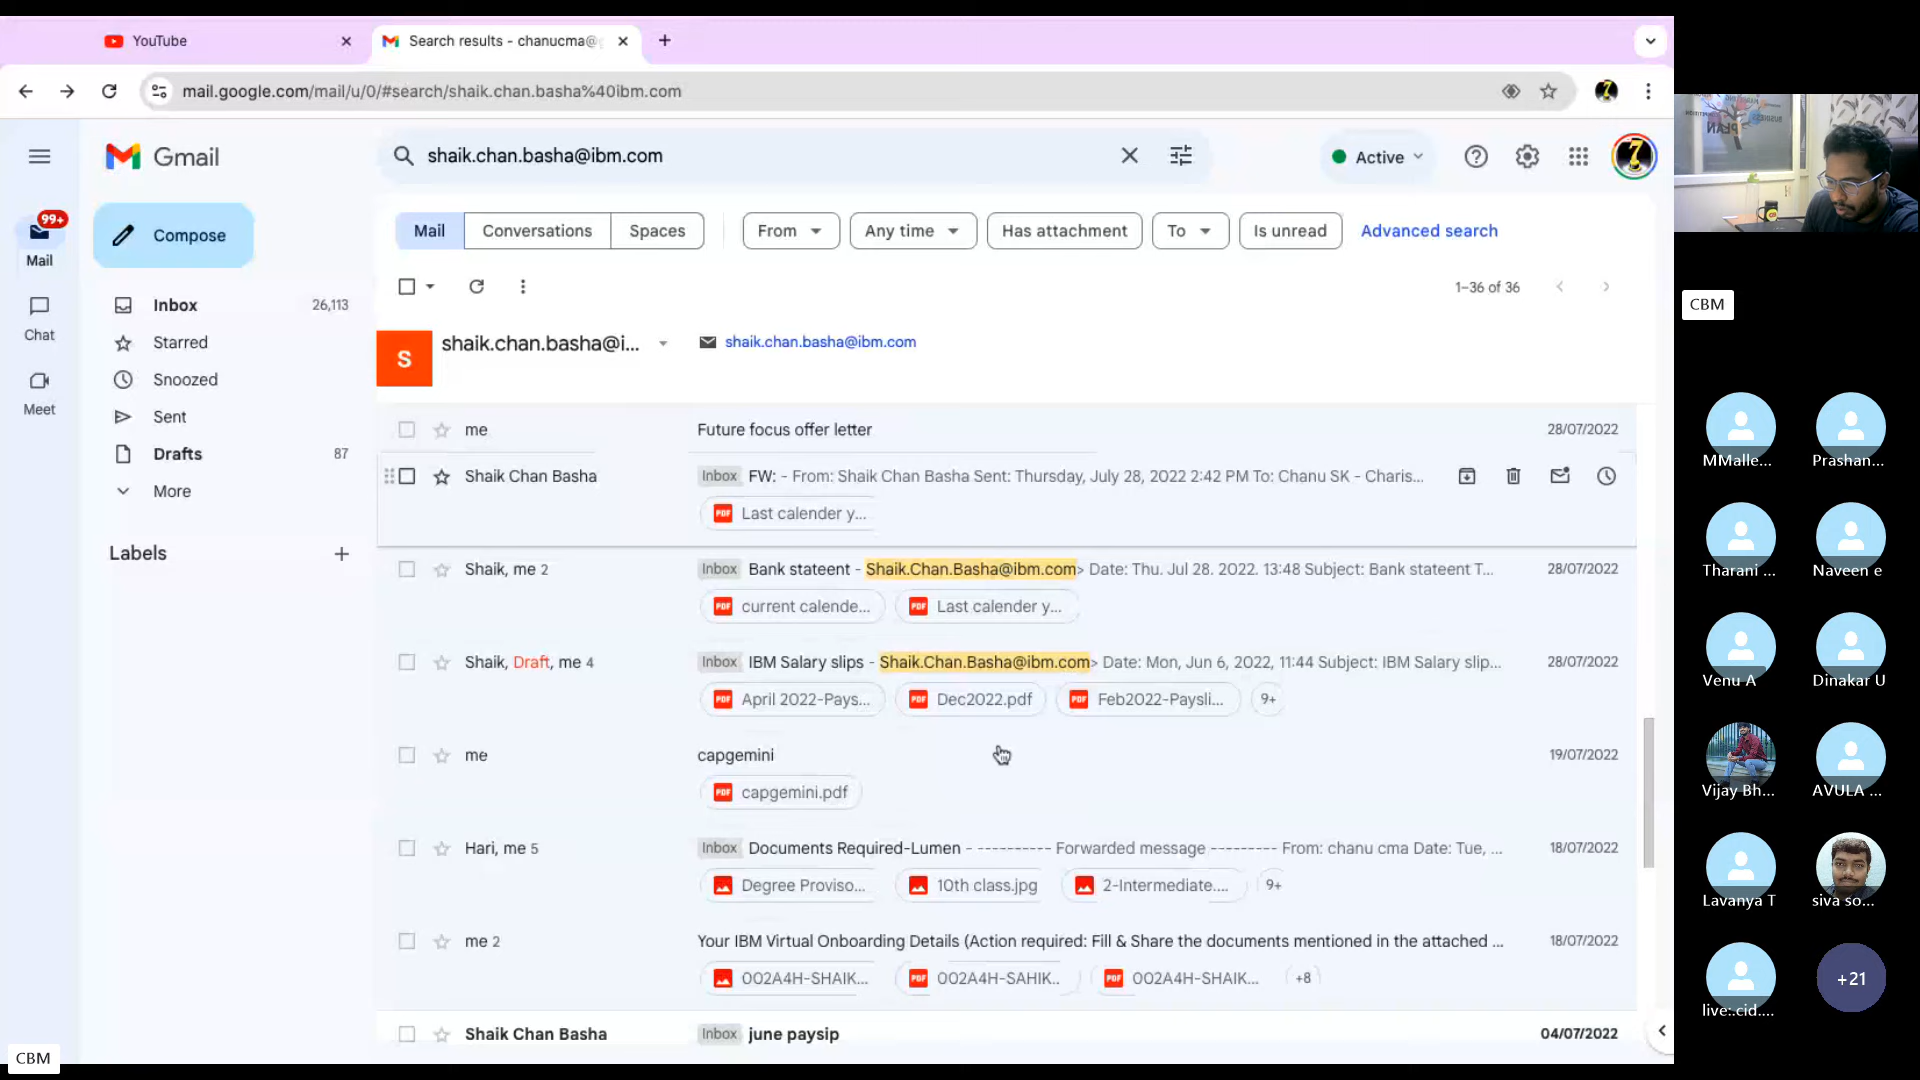 YouTube
Search results - chanucma@
mail.google.com/mail/u/0/#search/shaik.chan.basha%40ibm.com
Gmail
shaik.chan.basha@ibm.com
Active
99+
Mail
Compose
Mail
Conversations
Spaces
From
Any time
Has attachment
To
Is unread
Advanced search
Chat
Meet
Inbox 26,113
Starred
Snoozed
Sent
Drafts 87
More
Labels
1–36 of 36
S
shaik.chan.basha@i...
shaik.chan.basha@ibm.com
me Future focus offer letter 28/07/2022
Shaik Chan Basha Inbox FW: - From: Shaik Chan Basha Sent: Thursday, July 28, 2022 2:42 PM To: Chanu SK - Charis...
PDF Last calender y...
Shaik, me 2 Inbox Bank stateent - Shaik.Chan.Basha@ibm.com> Date: Thu. Jul 28. 2022. 13:48 Subject: Bank stateent T... 28/07/2022
PDF current calende... PDF Last calender y...
Shaik, Draft, me 4 Inbox IBM Salary slips - Shaik.Chan.Basha@ibm.com> Date: Mon, Jun 6, 2022, 11:44 Subject: IBM Salary slip... 28/07/2022
PDF April 2022-Pays... PDF Dec2022.pdf PDF Feb2022-Paysli... 9+
me capgemini 19/07/2022
PDF capgemini.pdf
Hari, me 5 Inbox Documents Required-Lumen - ---------- Forwarded message --------- From: chanu cma Date: Tue, ... 18/07/2022
Degree Proviso... 10th class.jpg 2-Intermediate.... 9+
me 2 Your IBM Virtual Onboarding Details (Action required: Fill & Share the documents mentioned in the attached ... 18/07/2022
002A4H-SHAIK... PDF 002A4H-SAHIK.. PDF 002A4H-SHAIK... +8
Shaik Chan Basha Inbox june paysip 04/07/2022
CBM
CBM
MMalle...
Prashan...
Tharani ...
Naveen e
Venu A
Dinakar U
Vijay Bh...
AVULA ...
Lavanya T
siva so...
live:.cid....
+21